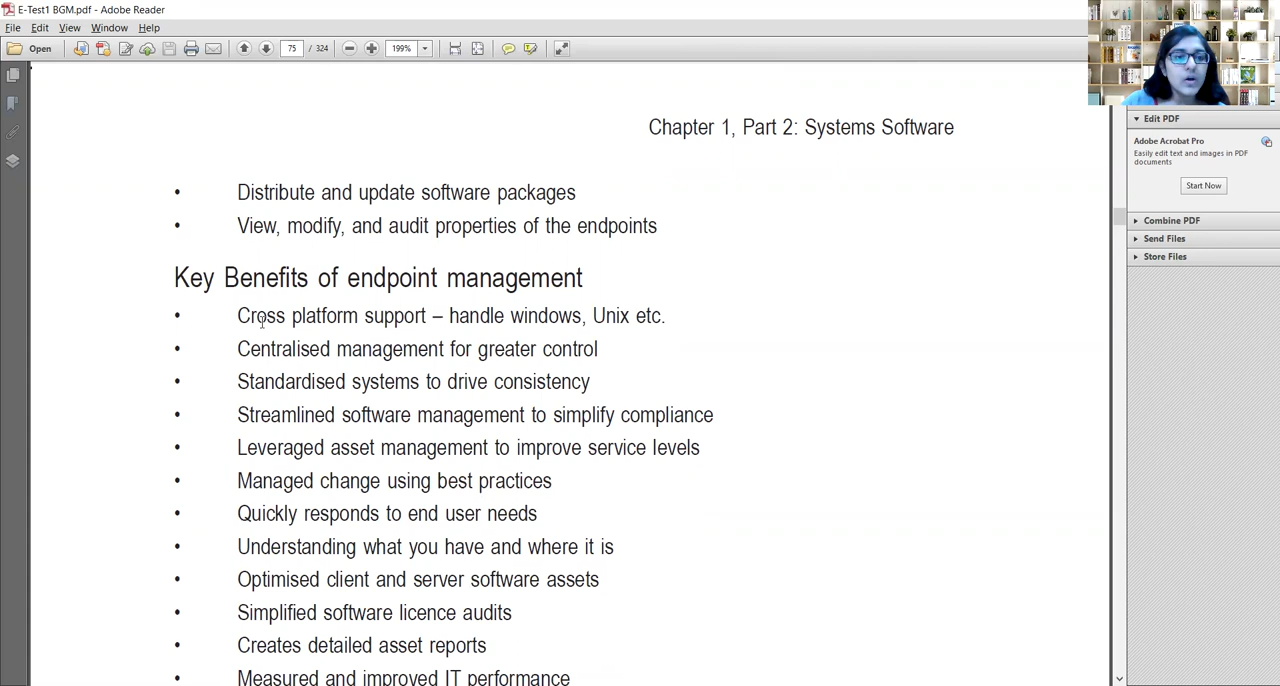 E-Test1 BGM.pdf - Adobe Reader
File Edit View Window Help
Open 75 / 324 199%
Chapter 1, Part 2: Systems Software
• Distribute and update software packages
• View, modify, and audit properties of the endpoints
Key Benefits of endpoint management
• Cross platform support – handle windows, Unix etc.
• Centralised management for greater control
• Standardised systems to drive consistency
• Streamlined software management to simplify compliance
• Leveraged asset management to improve service levels
• Managed change using best practices
• Quickly responds to end user needs
• Understanding what you have and where it is
• Optimised client and server software assets
• Simplified software licence audits
• Creates detailed asset reports
• Measured and improved IT performance
Edit PDF
Adobe Acrobat Pro
Easily edit text and images in PDF
documents
Start Now
Combine PDF
Send Files
Store Files